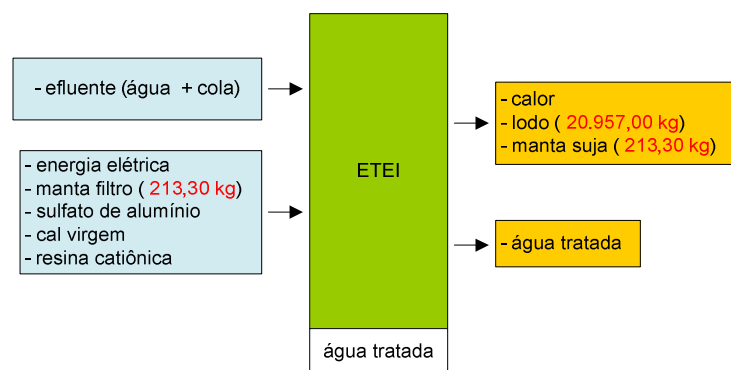 - efluente (água + cola)
- energia elétrica
- manta filtro ( 213,30 kg)
- sulfato de alumínio
- cal virgem
- resina catiônica
ETEI
água tratada
- calor
- lodo ( 20.957,00 kg)
- manta suja ( 213,30 kg)
- água tratada